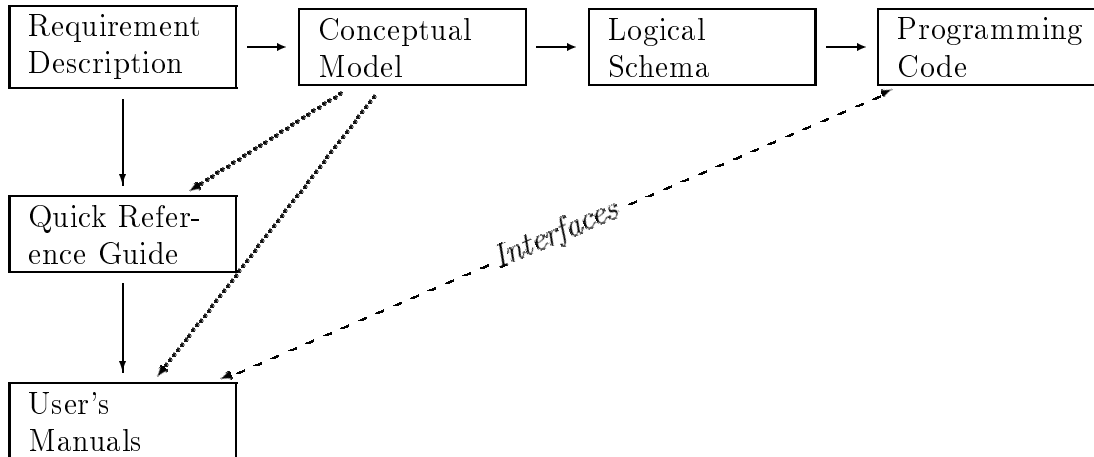 Requirement
Description
Conceptual
Model
Logical
Schema
Programming
Code
Quick Refer-
ence Guide
Interfaces
User's
Manuals